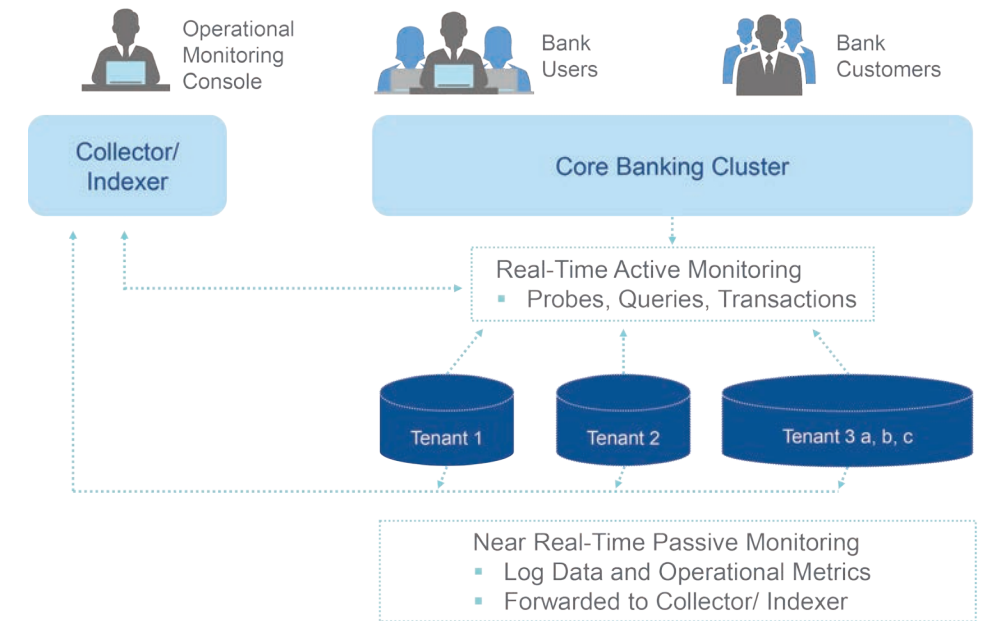 Operational
Monitoring
Console
Bank
Users
Bank
Customers
Collector/
Indexer
Core Banking Cluster
Real-Time Active Monitoring
▪ Probes, Queries, Transactions
Tenant 1
Tenant 2
Tenant 3 a, b, c
Near Real-Time Passive Monitoring
▪ Log Data and Operational Metrics
▪ Forwarded to Collector/ Indexer